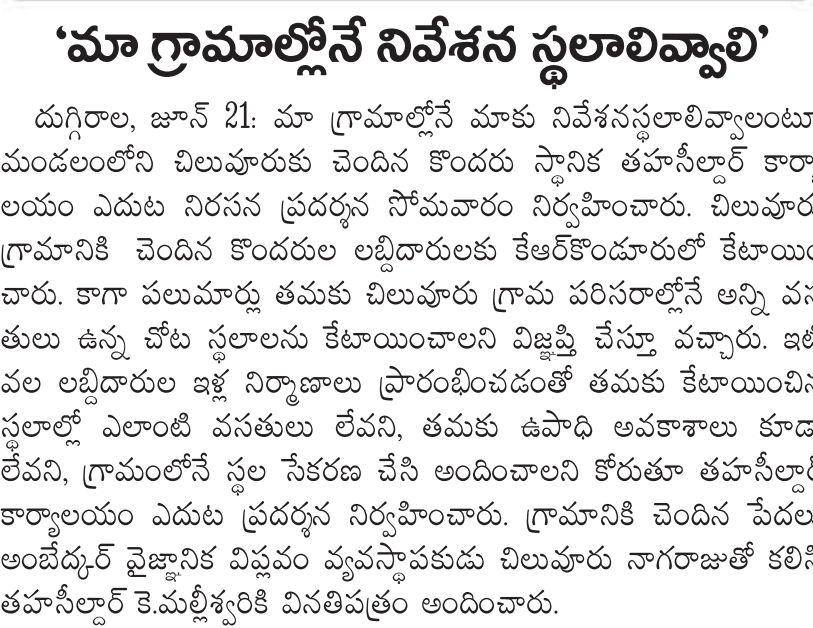 ‘మా గ్రామాల్లోనే నివేశన స్థలాలివ్వాలి’
దుగ్గిరాల, జూన్ 21: మా గ్రామాల్లోనే మాకు నివేశనస్థలాలివ్వాలంటూ
మండలంలోని చిలువూరుకు చెందిన కొందరు స్థానిక తహసీల్దార్ కార్యా
లయం ఎదుట నిరసన ప్రదర్శన సోమవారం నిర్వహించారు. చిలువూరు
గ్రామానికి చెందిన కొందరుల లబ్దిదారులకు కేఆర్‌కొండూరులో కేటాయిం
చారు. కాగా పలుమార్లు తమకు చిలువూరు గ్రామ పరిసరాల్లోనే అన్ని వస
తులు ఉన్న చోట స్థలాలను కేటాయించాలని విజ్ఞప్తి చేస్తూ వచ్చారు. ఇటీ
వల లబ్దిదారుల ఇళ్ల నిర్మాణాలు ప్రారంభించడంతో తమకు కేటాయించిన
స్థలాల్లో ఎలాంటి వసతులు లేవని, తమకు ఉపాధి అవకాశాలు కూడా
లేవని, గ్రామంలోనే స్థల సేకరణ చేసి అందించాలని కోరుతూ తహసీల్దార్
కార్యాలయం ఎదుట ప్రదర్శన నిర్వహించారు. గ్రామానికి చెందిన పేదలు
అంబేద్కర్ వైజ్ఞానిక విప్లవం వ్యవస్థాపకుడు చిలువూరు నాగరాజుతో కలిసి
తహసీల్దార్ కె.మల్లీశ్వరికి వినతిపత్రం అందించారు.